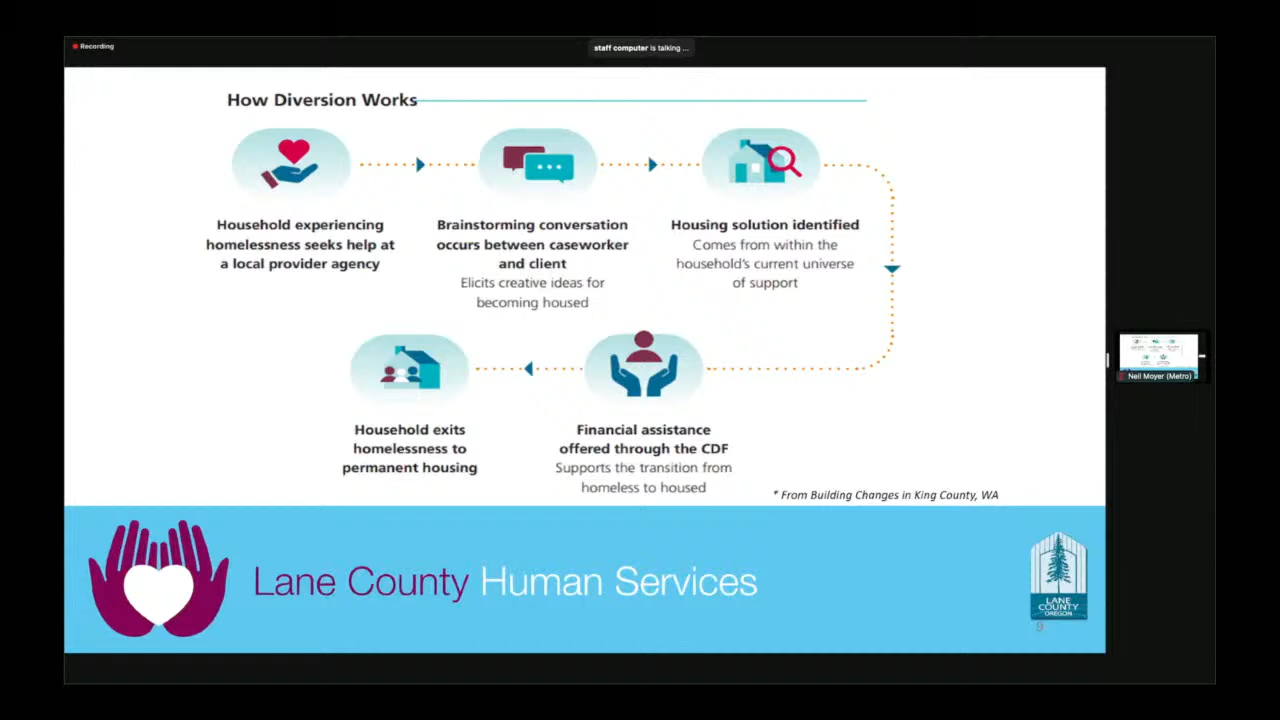 Recording
staff computer is talking ...
How Diversion Works
Household experiencing
homelessness seeks help at
a local provider agency
Brainstorming conversation
occurs between caseworker
and client
Elicits creative ideas for
becoming housed
Housing solution identified
Comes from within the
household's current universe
of support
Household exits
homelessness to
permanent housing
Financial assistance
offered through the CDF
Supports the transition from
homeless to housed
* From Building Changes in King County, WA
Neil Moyer (Metro)
Lane County Human Services
LANE
COUNTY
OREGON
9